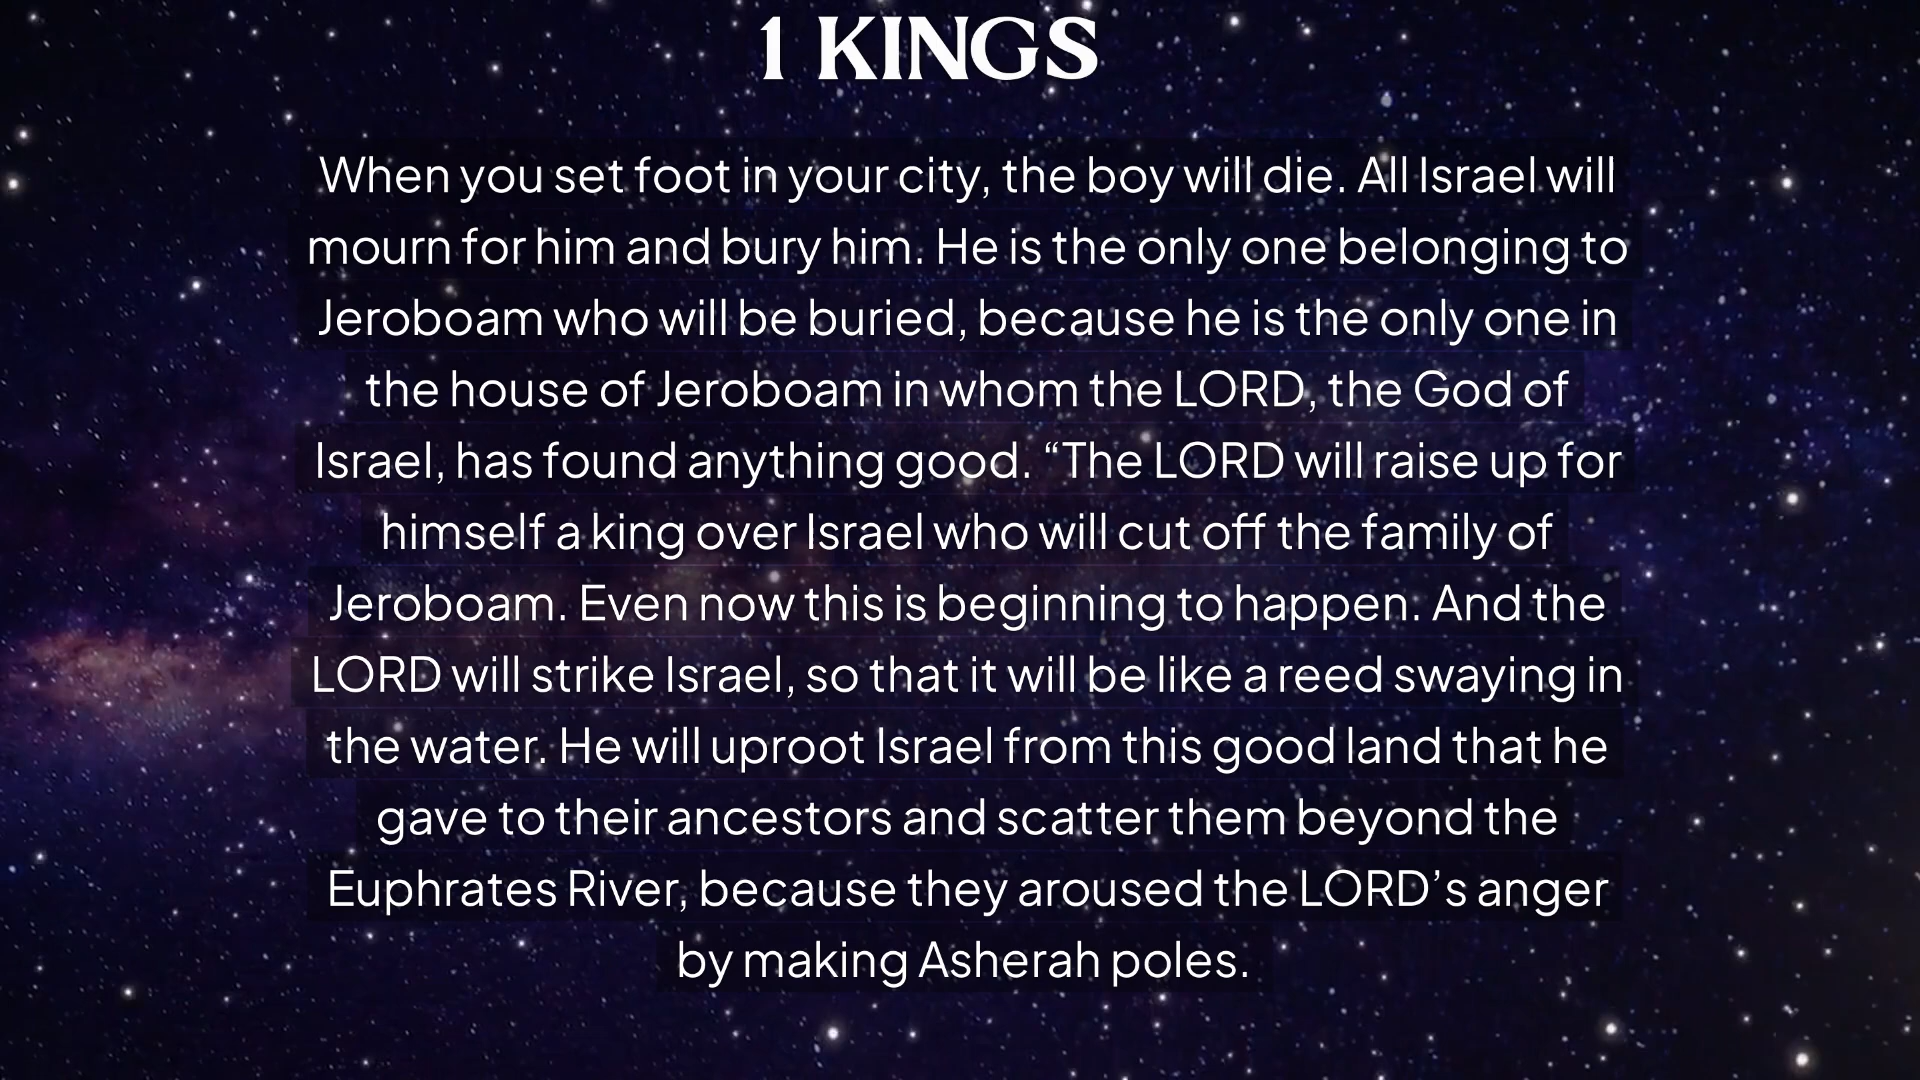 1 KINGS
When you set foot in your city, the boy will die. All Israel will
mourn for him and bury him. He is the only one belonging to
Jeroboam who will be buried, because he is the only one in
the house of Jeroboam in whom the LORD, the God of
Israel, has found anything good. “The LORD will raise up for
himself a king over Israel who will cut off the family of
Jeroboam. Even now this is beginning to happen. And the
LORD will strike Israel, so that it will be like a reed swaying in
the water. He will uproot Israel from this good land that he
gave to their ancestors and scatter them beyond the
Euphrates River, because they aroused the LORD’s anger
by making Asherah poles.